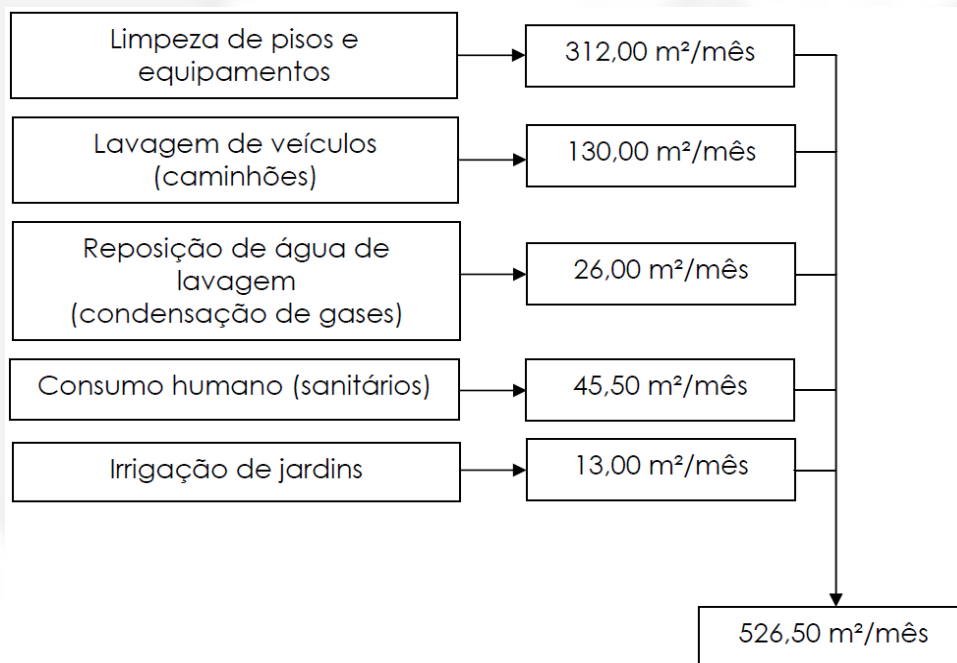 Limpeza de pisos e
equipamentos
312,00 m²/mês
Lavagem de veículos
(caminhões)
130,00 m²/mês
Reposição de água de
lavagem
(condensação de gases)
26,00 m²/mês
Consumo humano (sanitários)
45,50 m²/mês
Irrigação de jardins
13,00 m²/mês
526,50 m²/mês